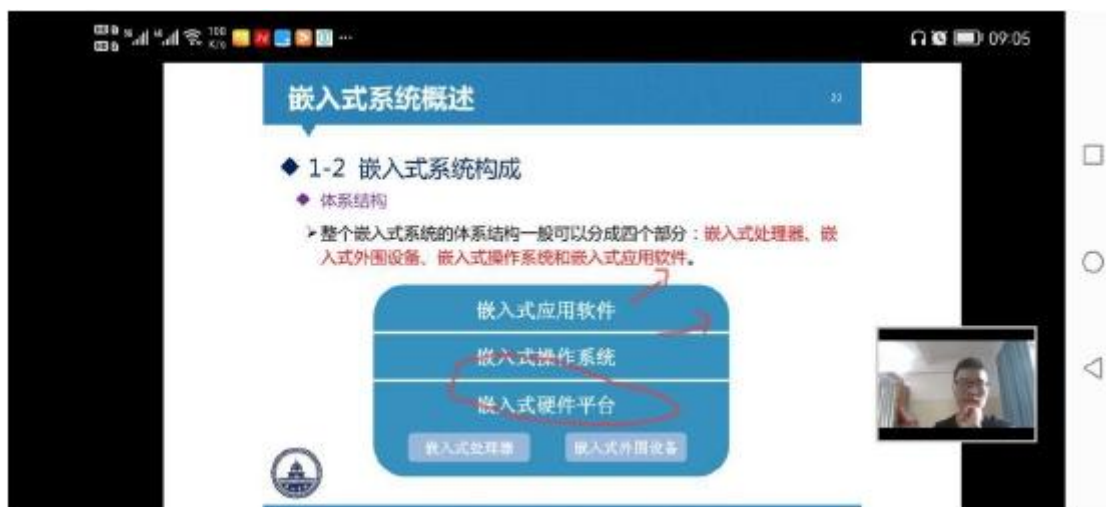 100
K/s
09:05
嵌入式系统概述
1-2 嵌入式系统构成
体系结构
整个嵌入式系统的体系结构一般可以分成四个部分：嵌入式处理器、嵌
入式外围设备、嵌入式操作系统和嵌入式应用软件。
嵌入式应用软件
嵌入式操作系统
嵌入式硬件平台
嵌入式处理器
嵌入式外围设备